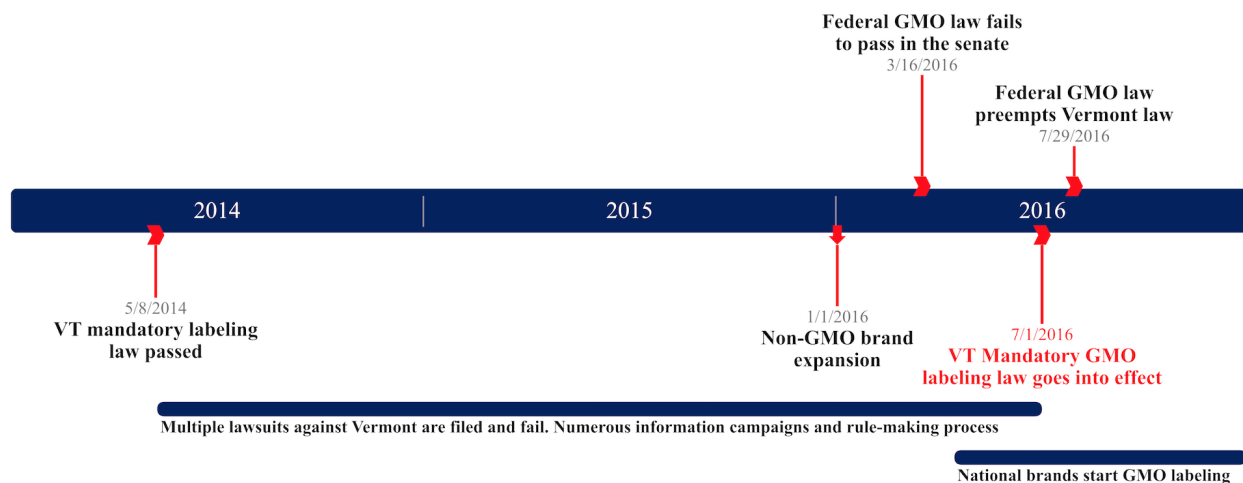 Federal GMO law fails
to pass in the senate
3/16/2016
Federal GMO law
preempts Vermont law
7/29/2016
2014
2015
2016
5/8/2014
VT mandatory labeling
law passed
1/1/2016
Non-GMO brand
expansion
7/1/2016
VT Mandatory GMO
labeling law goes into effect
Multiple lawsuits against Vermont are filed and fail. Numerous information campaigns and rule-making process
National brands start GMO labeling